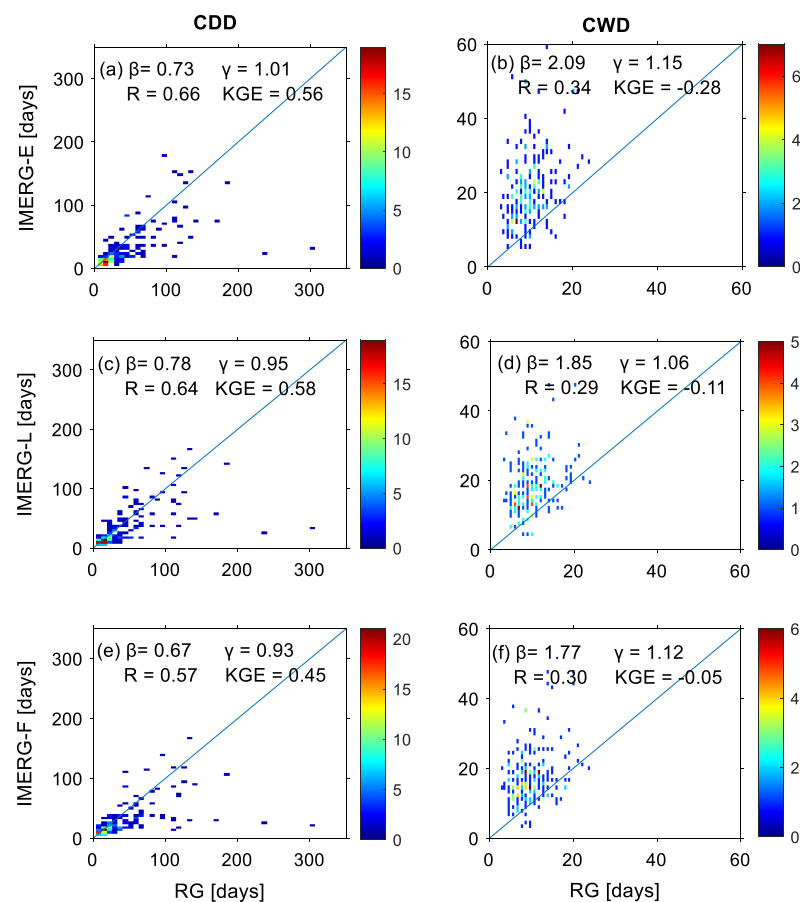 CDD
CWD
(a) β= 0.73 γ = 1.01
R = 0.66 KGE = 0.56
IMERG-E [days]
300
200
100
0
0 100 200 300
15
10
5
0
(b) β= 2.09 γ = 1.15
R = 0.34 KGE = -0.28
60
40
20
0
0 20 40 60
6
5
4
3
2
1
0
(c) β= 0.78 γ = 0.95
R = 0.64 KGE = 0.58
IMERG-L [days]
300
200
100
0
0 100 200 300
15
10
5
0
(d) β= 1.85 γ = 1.06
R = 0.29 KGE = -0.11
60
40
20
0
0 20 40 60
5
4
3
2
1
0
(e) β= 0.67 γ = 0.93
R = 0.57 KGE = 0.45
IMERG-F [days]
300
200
100
0
0 100 200 300
RG [days]
20
15
10
5
0
(f) β= 1.77 γ = 1.12
R = 0.30 KGE = -0.05
60
40
20
0
0 20 40 60
RG [days]
6
5
4
3
2
1
0